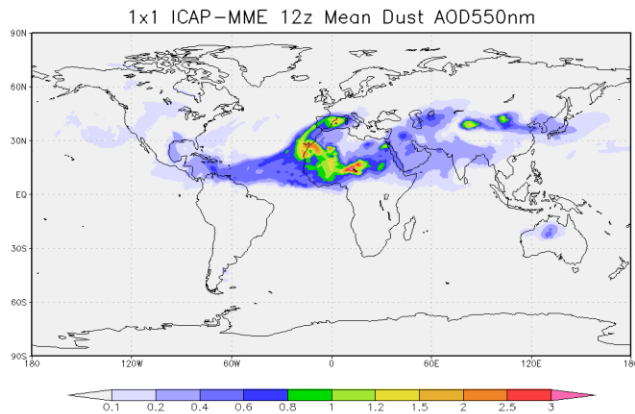 1x1 ICAP-MME 12z Mean Dust AOD550nm
90N
60N
30N
EQ
30S
60S
90S
180 120W 60W 0 60E 120E 180
0.1 0.2 0.4 0.6 0.8 1 1.2 1.5 2 2.5 3